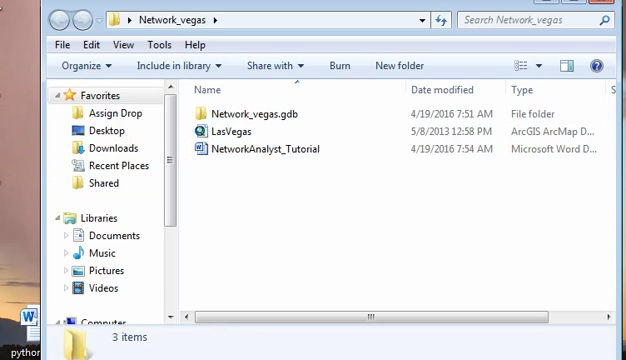 Network_vegas
Search Network_vegas
File Edit View Tools Help
Organize Include in library Share with Burn New folder
Favorites
Assign Drop
Desktop
Downloads
Recent Places
Shared
Libraries
Documents
Music
Pictures
Videos
Computer
Name Date modified Type S
Network_vegas.gdb 4/19/2016 7:51 AM File folder
LasVegas 5/8/2013 12:58 PM ArcGIS ArcMap D...
NetworkAnalyst_Tutorial 4/19/2016 7:54 AM Microsoft Word D...
3 items
python